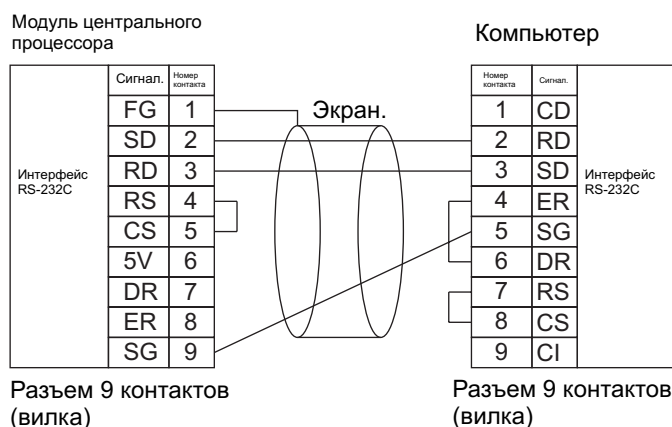 Модуль центрального
процессора
Компьютер
Сигнал. Номер контакта
Номер контакта Сигнал.
Экран.
Интерфейс
RS-232C
FG 1
SD 2
RD 3
RS 4
CS 5
5V 6
DR 7
ER 8
SG 9
1 CD
2 RD
3 SD
4 ER
5 SG
6 DR
7 RS
8 CS
9 CI
Интерфейс
RS-232C
Разъем 9 контактов
(вилка)
Разъем 9 контактов
(вилка)